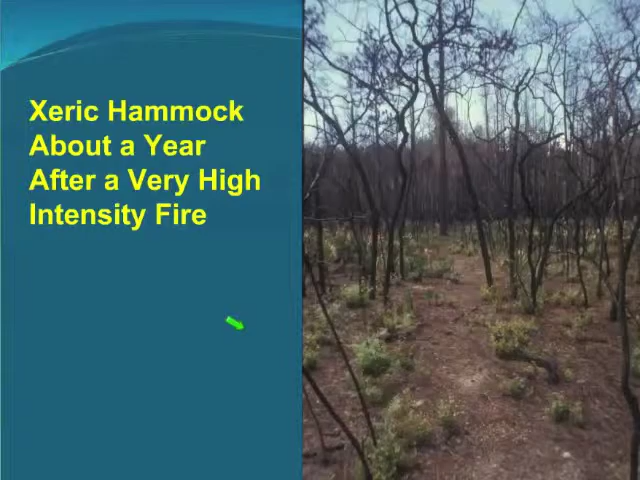 Xeric Hammock
About a Year
After a Very High
Intensity Fire